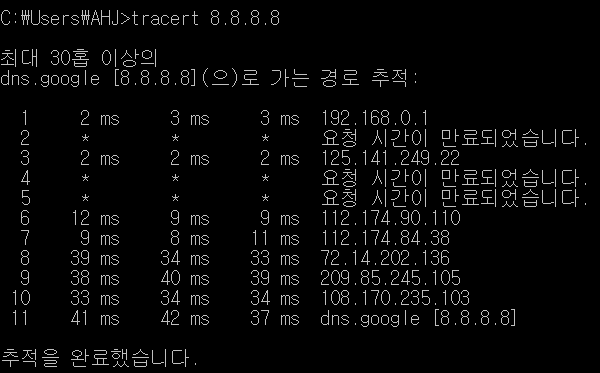 C:₩Users₩AHJ>tracert 8.8.8.8
최대 30홉 이상의
dns.google [8.8.8.8](으)로 가는 경로 추적:
1 2 ms 3 ms 3 ms 192.168.0.1
2 * * * 요청 시간이 만료되었습니다.
3 2 ms 2 ms 2 ms 125.141.249.22
4 * * * 요청 시간이 만료되었습니다.
5 * * * 요청 시간이 만료되었습니다.
6 12 ms 9 ms 9 ms 112.174.90.110
7 9 ms 8 ms 11 ms 112.174.84.38
8 39 ms 34 ms 33 ms 72.14.202.136
9 38 ms 40 ms 39 ms 209.85.245.105
10 33 ms 34 ms 34 ms 108.170.235.103
11 41 ms 42 ms 37 ms dns.google [8.8.8.8]
추적을 완료했습니다.